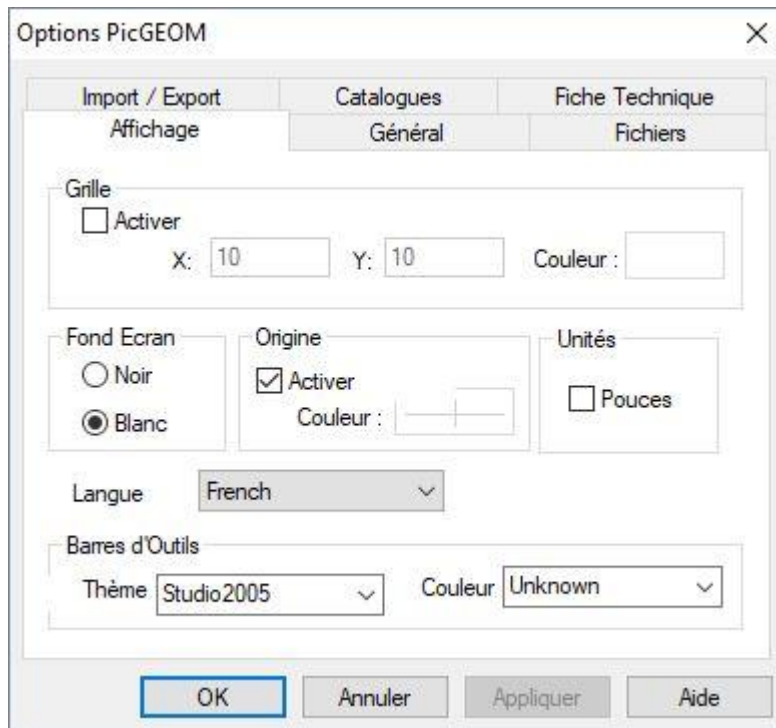 Options PicGEOM
Import / Export Catalogues Fiche Technique
Affichage Général Fichiers
Grille
Activer
X: 10 Y: 10 Couleur :
Fond Ecran Origine Unités
Noir Activer Pouces
Blanc Couleur :
Langue French
Barres d'Outils
Thème Studio2005 Couleur Unknown
OK Annuler Appliquer Aide